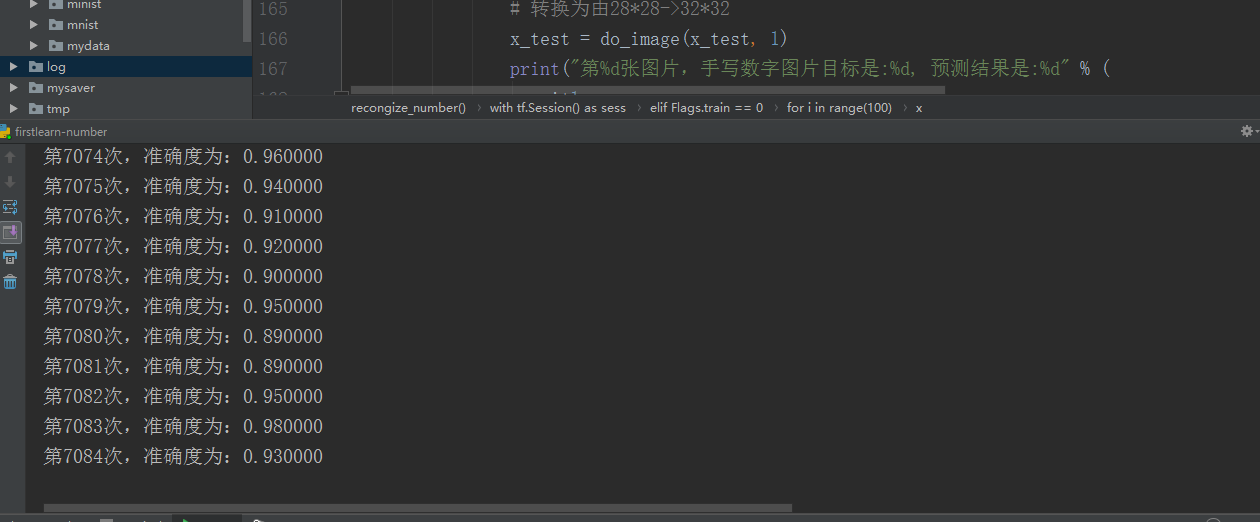 minist
mnist
mydata
log
mysaver
tmp
165 # 转换为由28*28->32*32
166 x_test = do_image(x_test, 1)
167 print("第%d张图片, 手写数字图片目标是:%d, 预测结果是:%d" % (
recongize_number() › with tf.Session() as sess › elif Flags.train == 0 › for i in range(100) › x
firstlearn-number
第7074次, 准确度为: 0.960000
第7075次, 准确度为: 0.940000
第7076次, 准确度为: 0.910000
第7077次, 准确度为: 0.920000
第7078次, 准确度为: 0.900000
第7079次, 准确度为: 0.950000
第7080次, 准确度为: 0.890000
第7081次, 准确度为: 0.890000
第7082次, 准确度为: 0.950000
第7083次, 准确度为: 0.980000
第7084次, 准确度为: 0.930000